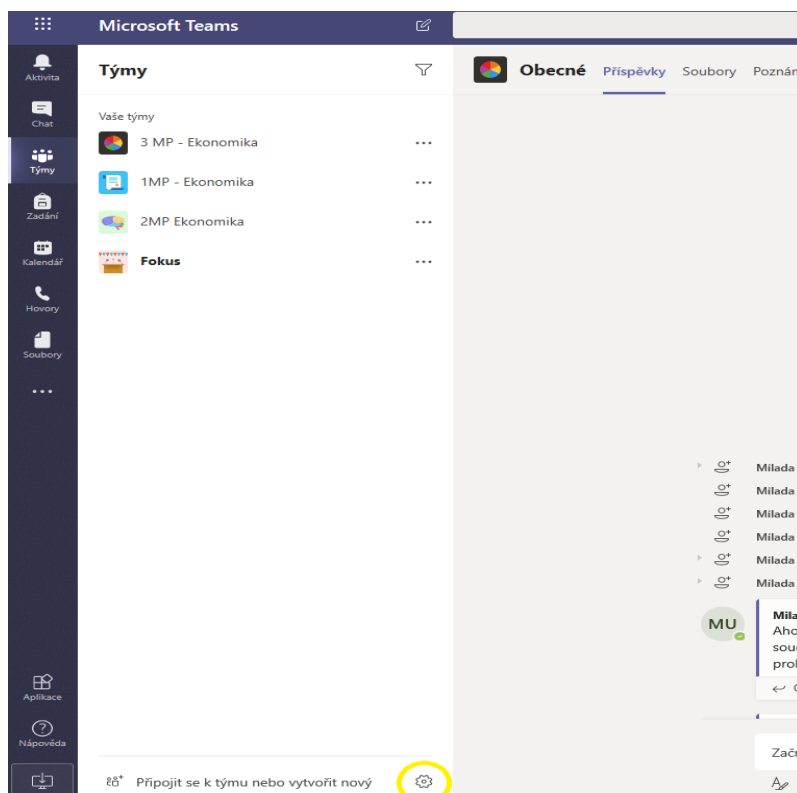 Microsoft Teams
Aktivita
Chat
Týmy
Zadání
Kalendář
Hovory
Soubory
Aplikace
Nápověda
Týmy
Vaše týmy
3 MP - Ekonomika
1MP - Ekonomika
2MP Ekonomika
Fokus
Připojit se k týmu nebo vytvořit nový
Obecné Příspěvky Soubory
Milada
Milada
Milada
Milada
Milada
Milada
MU